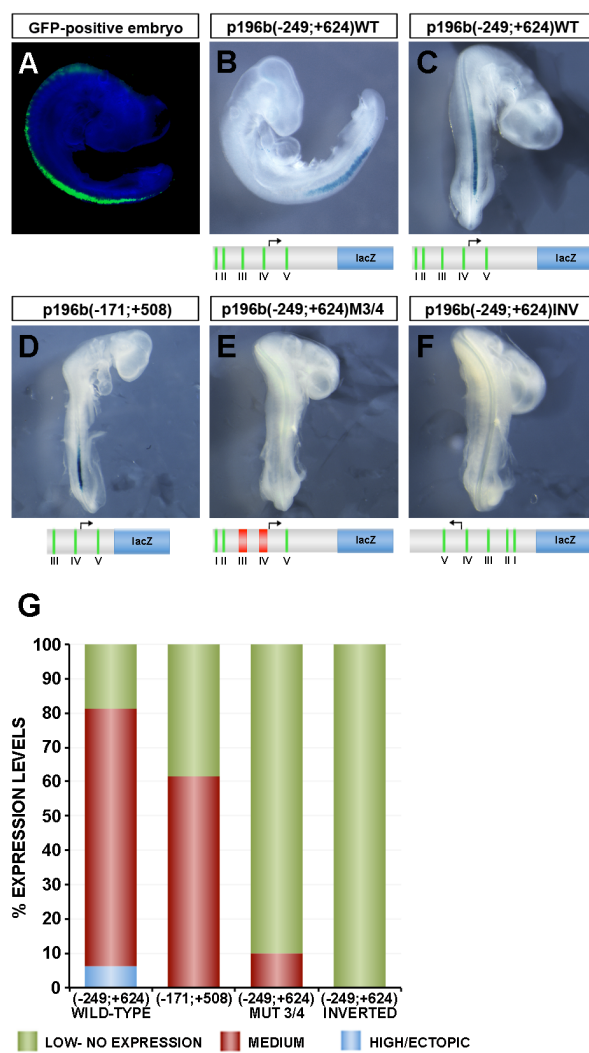 GFP-positive embryo
p196b(-249;+624)WT
p196b(-249;+624)WT
A
B
C
lacZ
I II III IV V
lacZ
I II III IV V
p196b(-171;+508)
p196b(-249;+624)M3/4
p196b(-249;+624)INV
D
E
F
lacZ
III IV V
lacZ
I II III IV V
lacZ
V IV III II I
G
% EXPRESSION LEVELS
100
90
80
70
60
50
40
30
20
10
0
(-249;+624)
WILD-TYPE
(-171;+508)
(-249;+624)
MUT 3/4
(-249;+624)
INVERTED
LOW- NO EXPRESSION
MEDIUM
HIGH/ECTOPIC